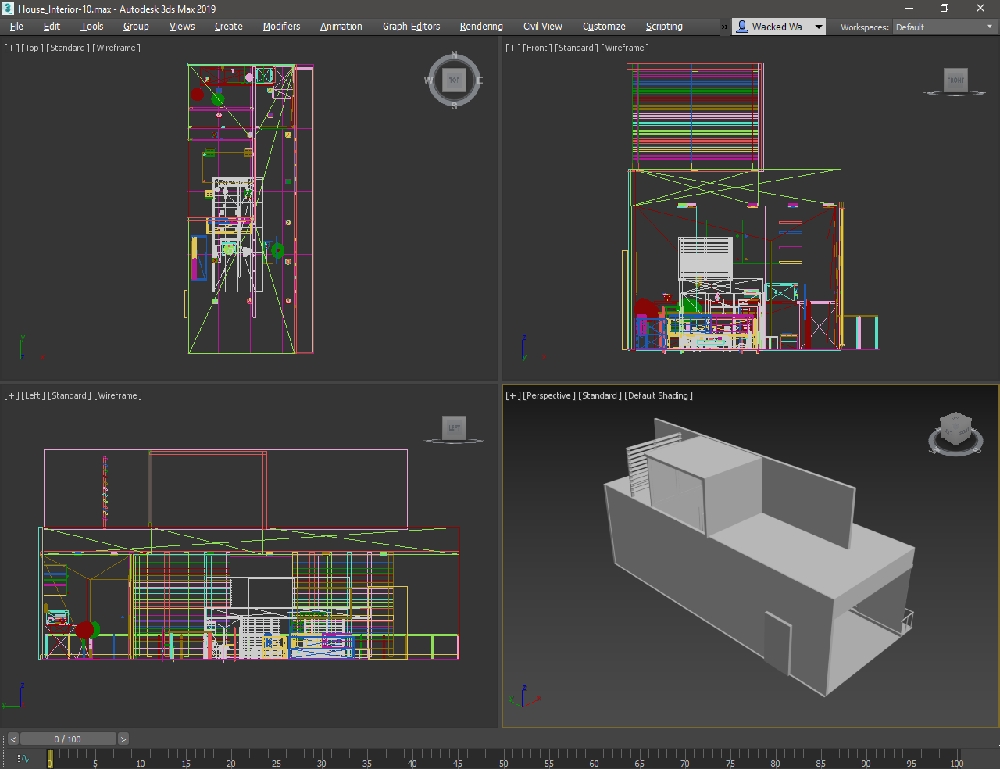 House_Interior-10.max - Autodesk 3ds Max 2019
File Edit Tools Group Views Create Modifiers Animation Graph Editors Rendering Civil View Customize Scripting » Wacked Wa Workspaces: Default
[+] [Top] [Standard] [Wireframe]
N
W TOP E
S
[+] [Front] [Standard] [Wireframe]
FRONT
[+] [Left] [Standard] [Wireframe]
LEFT
[+] [Perspective] [Standard] [Default Shading]
< 0 / 100 >
0 5 10 15 20 25 30 35 40 45 50 55 60 65 70 75 80 85 90 95 100